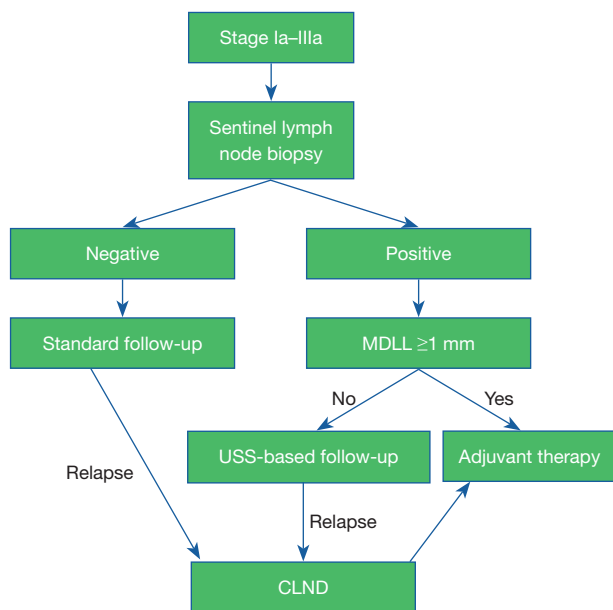 Stage Ia–IIIa
Sentinel lymph
node biopsy
Negative
Positive
Standard follow-up
MDLL ≥1 mm
No
Yes
USS-based follow-up
Adjuvant therapy
Relapse
Relapse
CLND